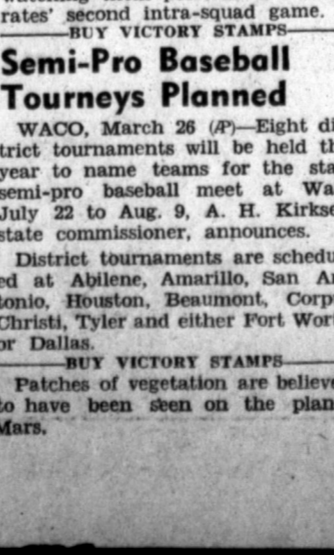 rates' second intra-squad game.
BUY VICTORY STAMPS
Semi-Pro Baseball
Tourneys Planned
WACO, March 26 (AP)—Eight di
trict tournaments will be held th
year to name teams for the sta
semi-pro baseball meet at Wa
July 22 to Aug. 9, A. H. Kirkse
state commissioner, announces.
District tournaments are schedu
ed at Abilene, Amarillo, San A
tonio, Houston, Beaumont, Corp
Christi, Tyler and either Fort Wor
or Dallas.
BUY VICTORY STAMPS
Patches of vegetation are believe
to have been seen on the plan
Mars.